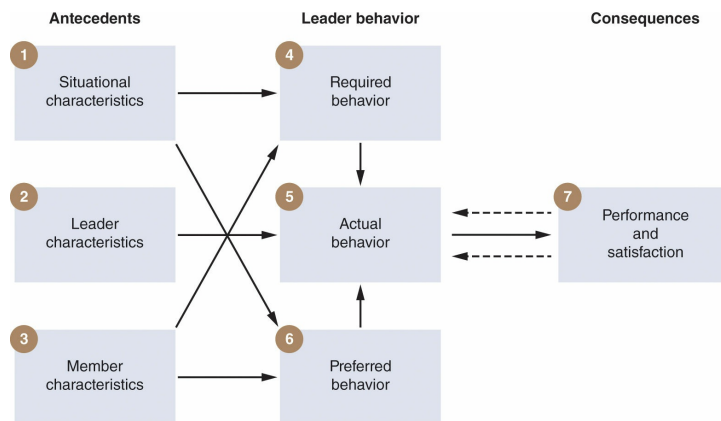 Antecedents
Leader behavior
Consequences
1
Situational
characteristics
4
Required
behavior
2
Leader
characteristics
5
Actual
behavior
7
Performance
and
satisfaction
3
Member
characteristics
6
Preferred
behavior